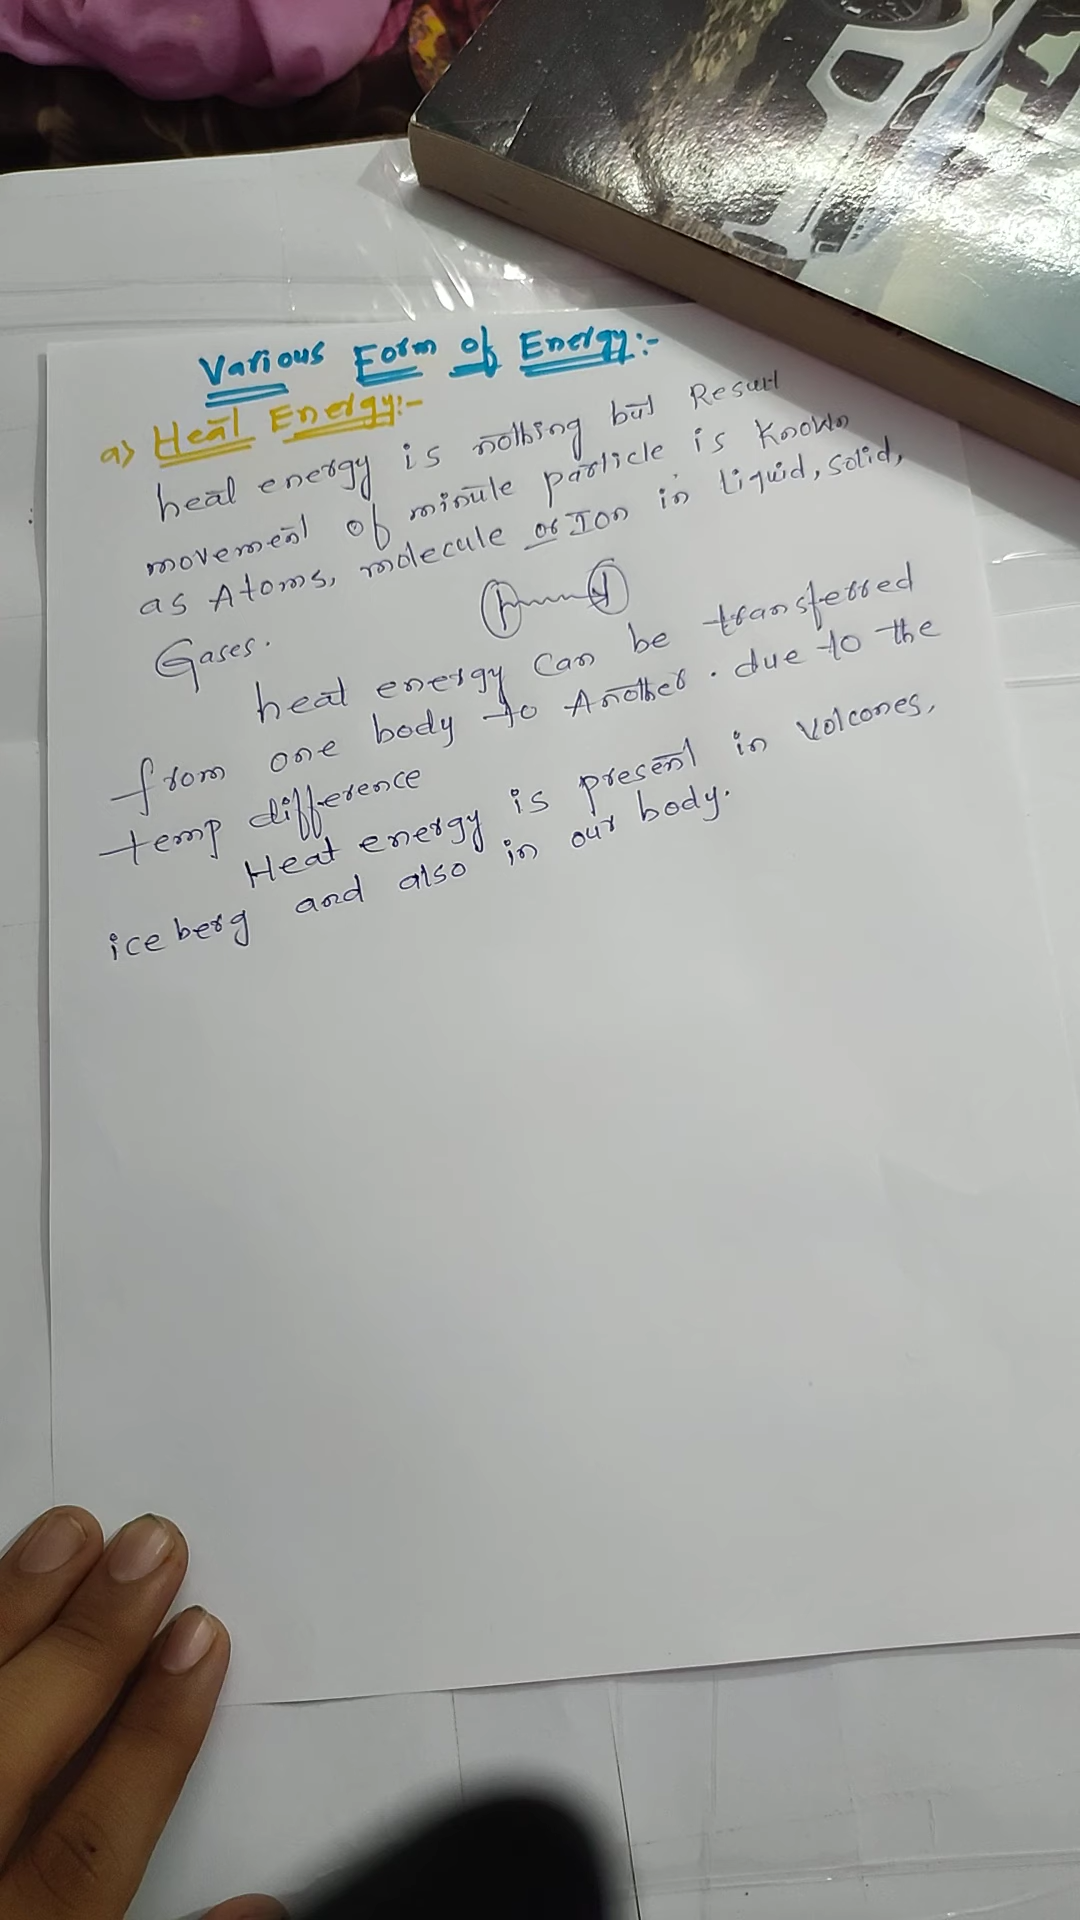 Various Form of Energy:-
a) Heat Energy:-
heat energy is nothing but Result
movement of minute particle is known
as Atoms, molecule or Ion in Liquid, solid,
Gases.
heat energy can be transferred
from one body to Another. due to the
temp difference
Heat energy is present in Volcones,
ice berg and also in our body.